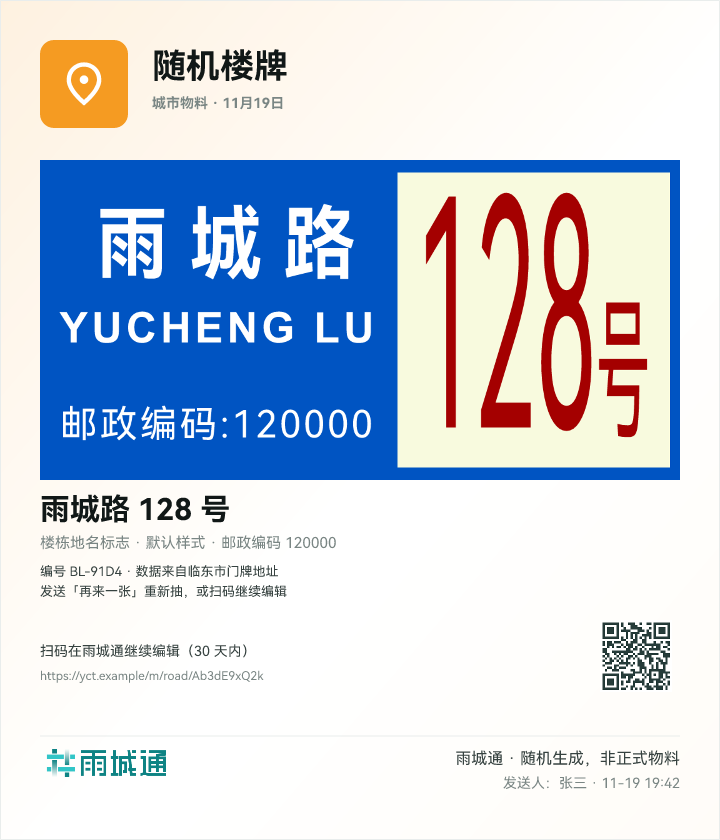 随机楼牌
城市物料 · 11月19日
雨城路
YUCHENG LU
邮政编码:120000
128号
雨城路 128 号
楼栋地名标志 · 默认样式 · 邮政编码 120000
编号 BL-91D4 · 数据来自临东市门牌地址
发送「再来一张」重新抽，或扫码继续编辑
扫码在雨城通继续编辑（30 天内）
https://yct.example/m/road/Ab3dE9xQ2k
雨城通
雨城通 · 随机生成，非正式物料
发送人：张三 · 11-19 19:42